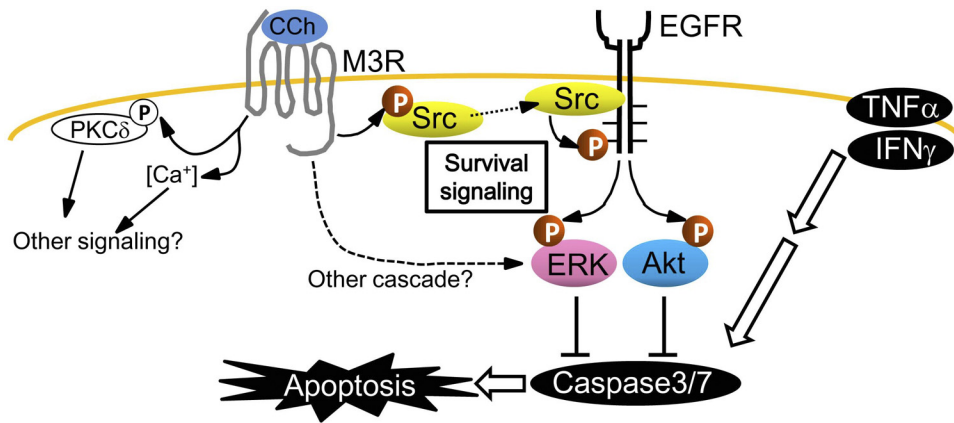 CCh
EGFR
M3R
P
Src
Src
P
P
PKCδ
TNFα
IFNγ
[Ca⁺]
Survival
signaling
Other signaling?
P
P
ERK
Akt
Other cascade?
Apoptosis
Caspase3/7